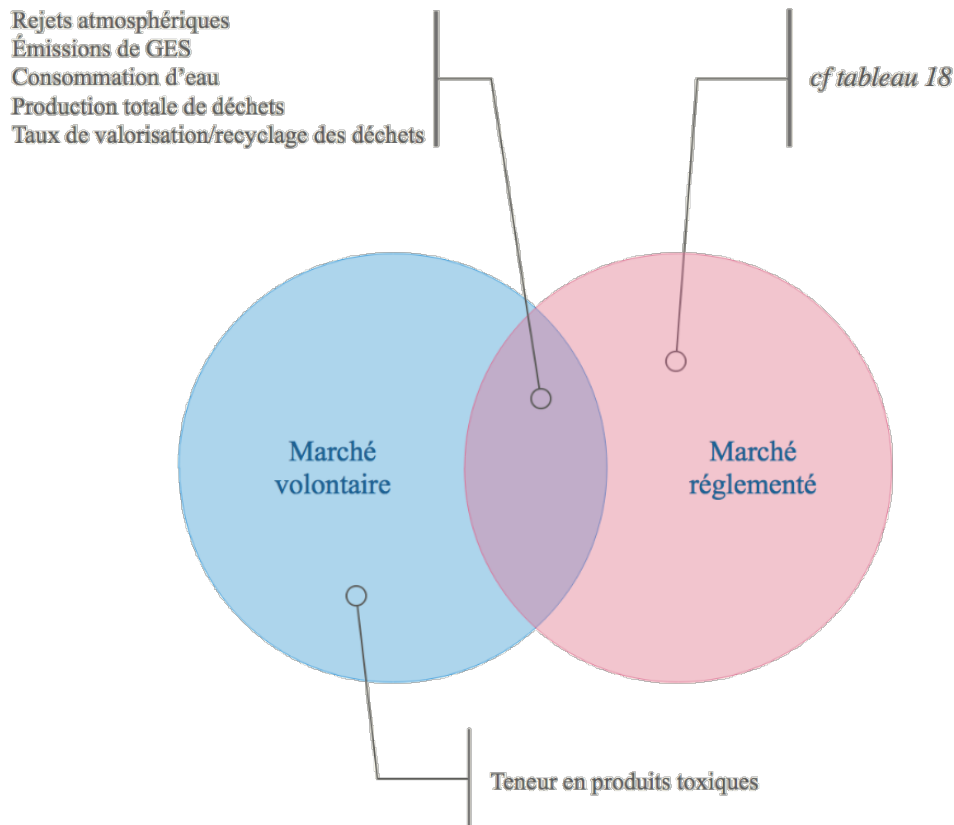 Rejets atmosphériques
Émissions de GES
Consommation d'eau
Production totale de déchets
Taux de valorisation/recyclage des déchets
cf tableau 18
Marché
volontaire
Marché
réglementé
Teneur en produits toxiques